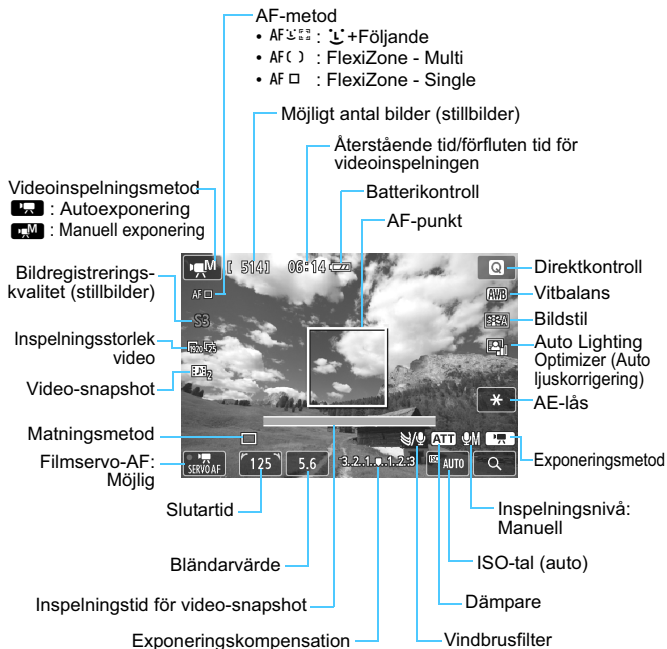 AF-metod
• AF : +Följande
• AF( ) : FlexiZone - Multi
• AF □ : FlexiZone - Single
Möjligt antal bilder (stillbilder)
Återstående tid/förfluten tid för
videoinspelningen
Batterikontroll
AF-punkt
Videoinspelningsmetod
: Autoexponering
M : Manuell exponering
Bildregistrerings-
kvalitet (stillbilder)
Inspelningsstorlek
video
Video-snapshot
Matningsmetod
Filmservo-AF:
Möjlig
M [ 514] 06:14
AF □
S3
1920 25
2
SERVO AF
125
5.6
3..2..1..0..1..2..3
ISO AUTO
ATT
M
Q
AWB
A
Direktkontroll
Vitbalans
Bildstil
Auto Lighting
Optimizer (Auto
ljuskorrigering)
AE-lås
Exponeringsmetod
Inspelningsnivå:
Manuell
ISO-tal (auto)
Dämpare
Vindbrusfilter
Slutartid
Bländarvärde
Inspelningstid för video-snapshot
Exponeringskompensation